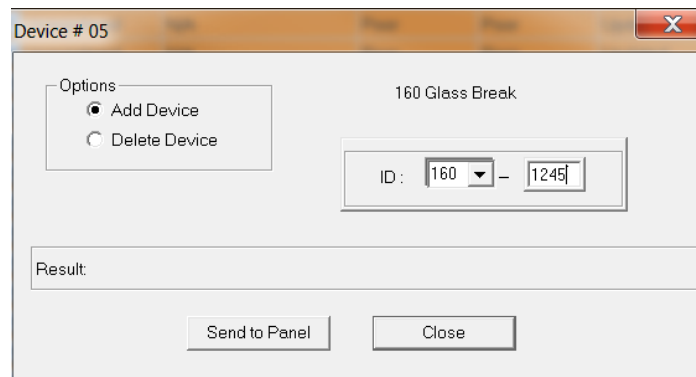 Device # 05
Options
Add Device
Delete Device
160 Glass Break
ID : 160 – 1245
Result:
Send to Panel
Close